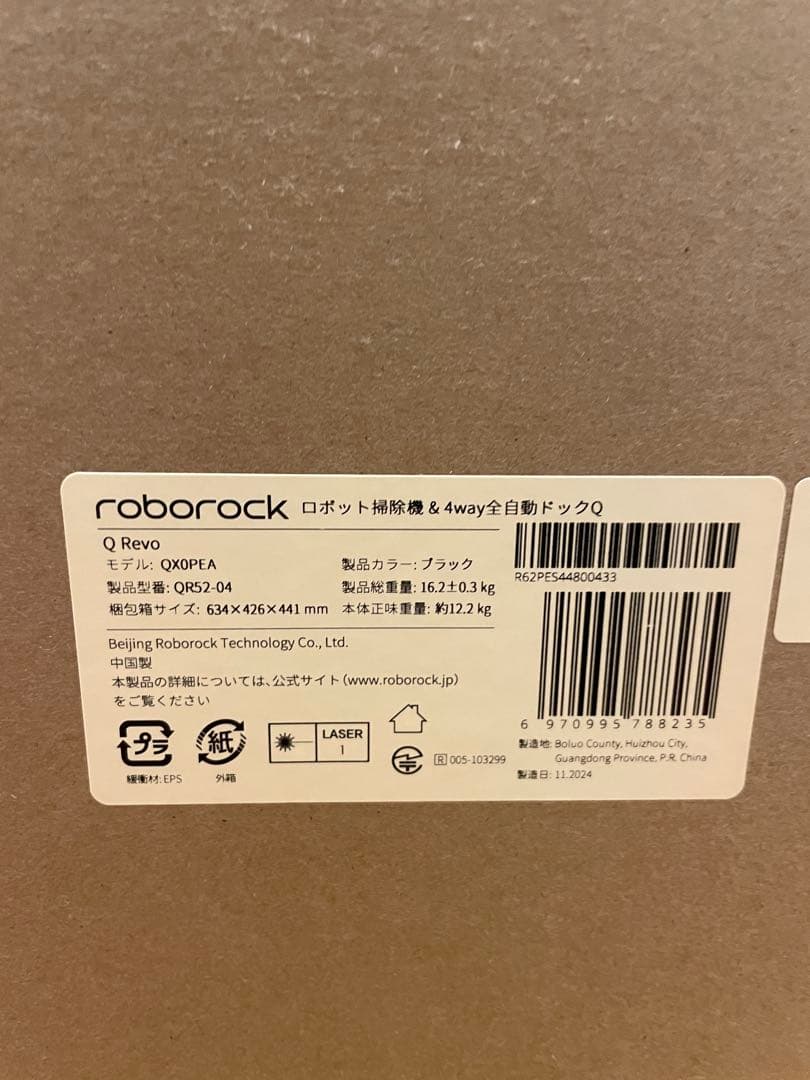 roborock ロボット掃除機 & 4way全自動ドックQ
Q Revo
モデル: QX0PEA
製品カラー: ブラック
製品型番: QR52-04
製品総重量: 16.2±0.3 kg
梱包箱サイズ: 634×426×441 mm
本体正味重量: 約12.2 kg
R62PES44800433
Beijing Roborock Technology Co., Ltd.
中国製
本製品の詳細については、公式サイト(www.roborock.jp)
をご覧ください
6 970995 788235
プラ
緩衝材: EPS
紙
外箱
LASER
1
R 005-103299
製造地: Boluo County, Huizhou City,
Guangdong Province, P.R. China
製造日: 11.2024